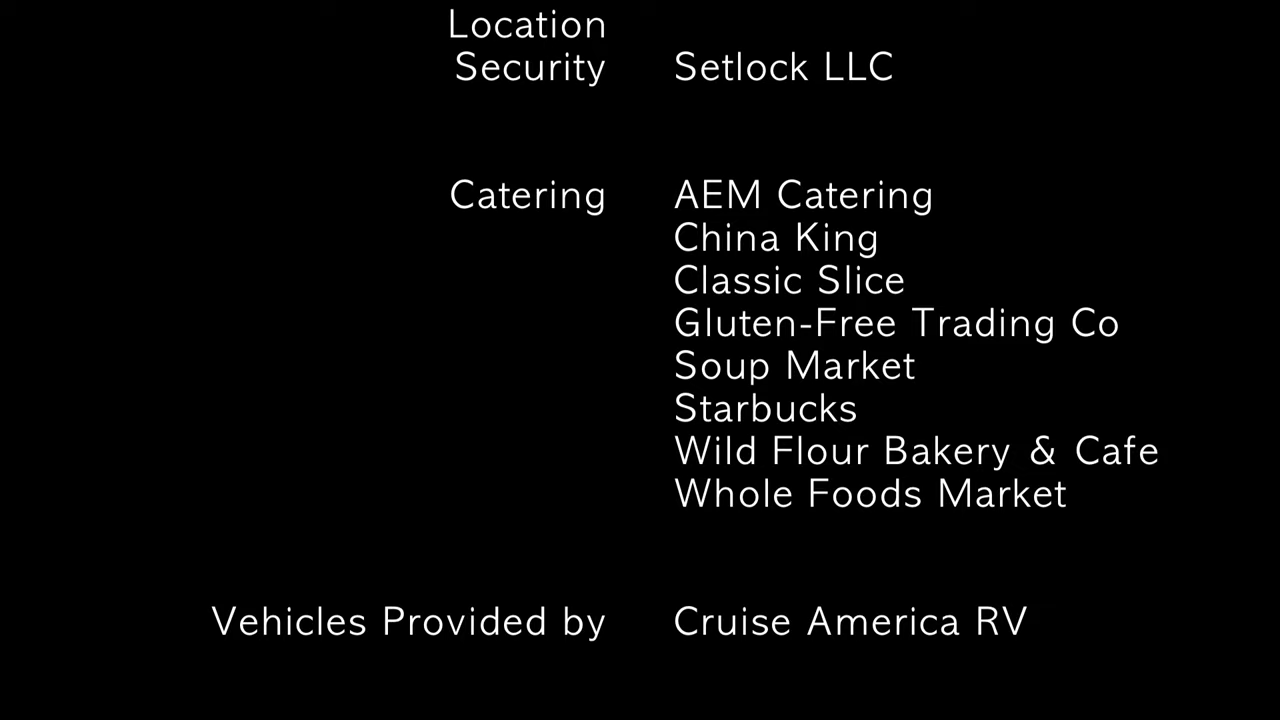 Location
Security Setlock LLC
Catering AEM Catering
China King
Classic Slice
Gluten-Free Trading Co
Soup Market
Starbucks
Wild Flour Bakery & Cafe
Whole Foods Market
Vehicles Provided by Cruise America RV